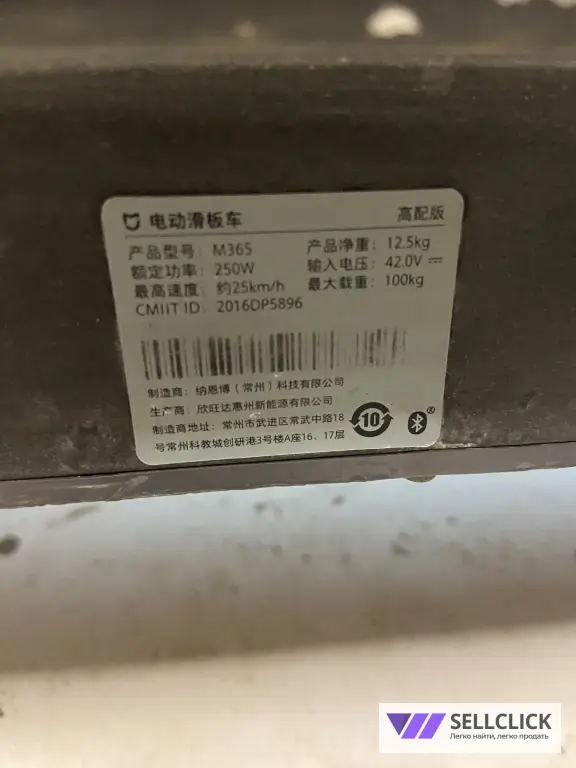 电动滑板车 高配版
产品型号: M365 产品净重: 12.5kg
额定功率: 250W 输入电压: 42.0V
最高速度: 约25km/h 最大载重: 100kg
CMIIT ID: 2016DP5896
制造商: 纳恩博(常州)科技有限公司
生产商: 欣旺达惠州新能源有限公司
制造商地址: 常州市武进区常武中路18
号常州科教城创研港3号楼A座16、17层
10
®
SELLCLICK
Легко найти, легко продать